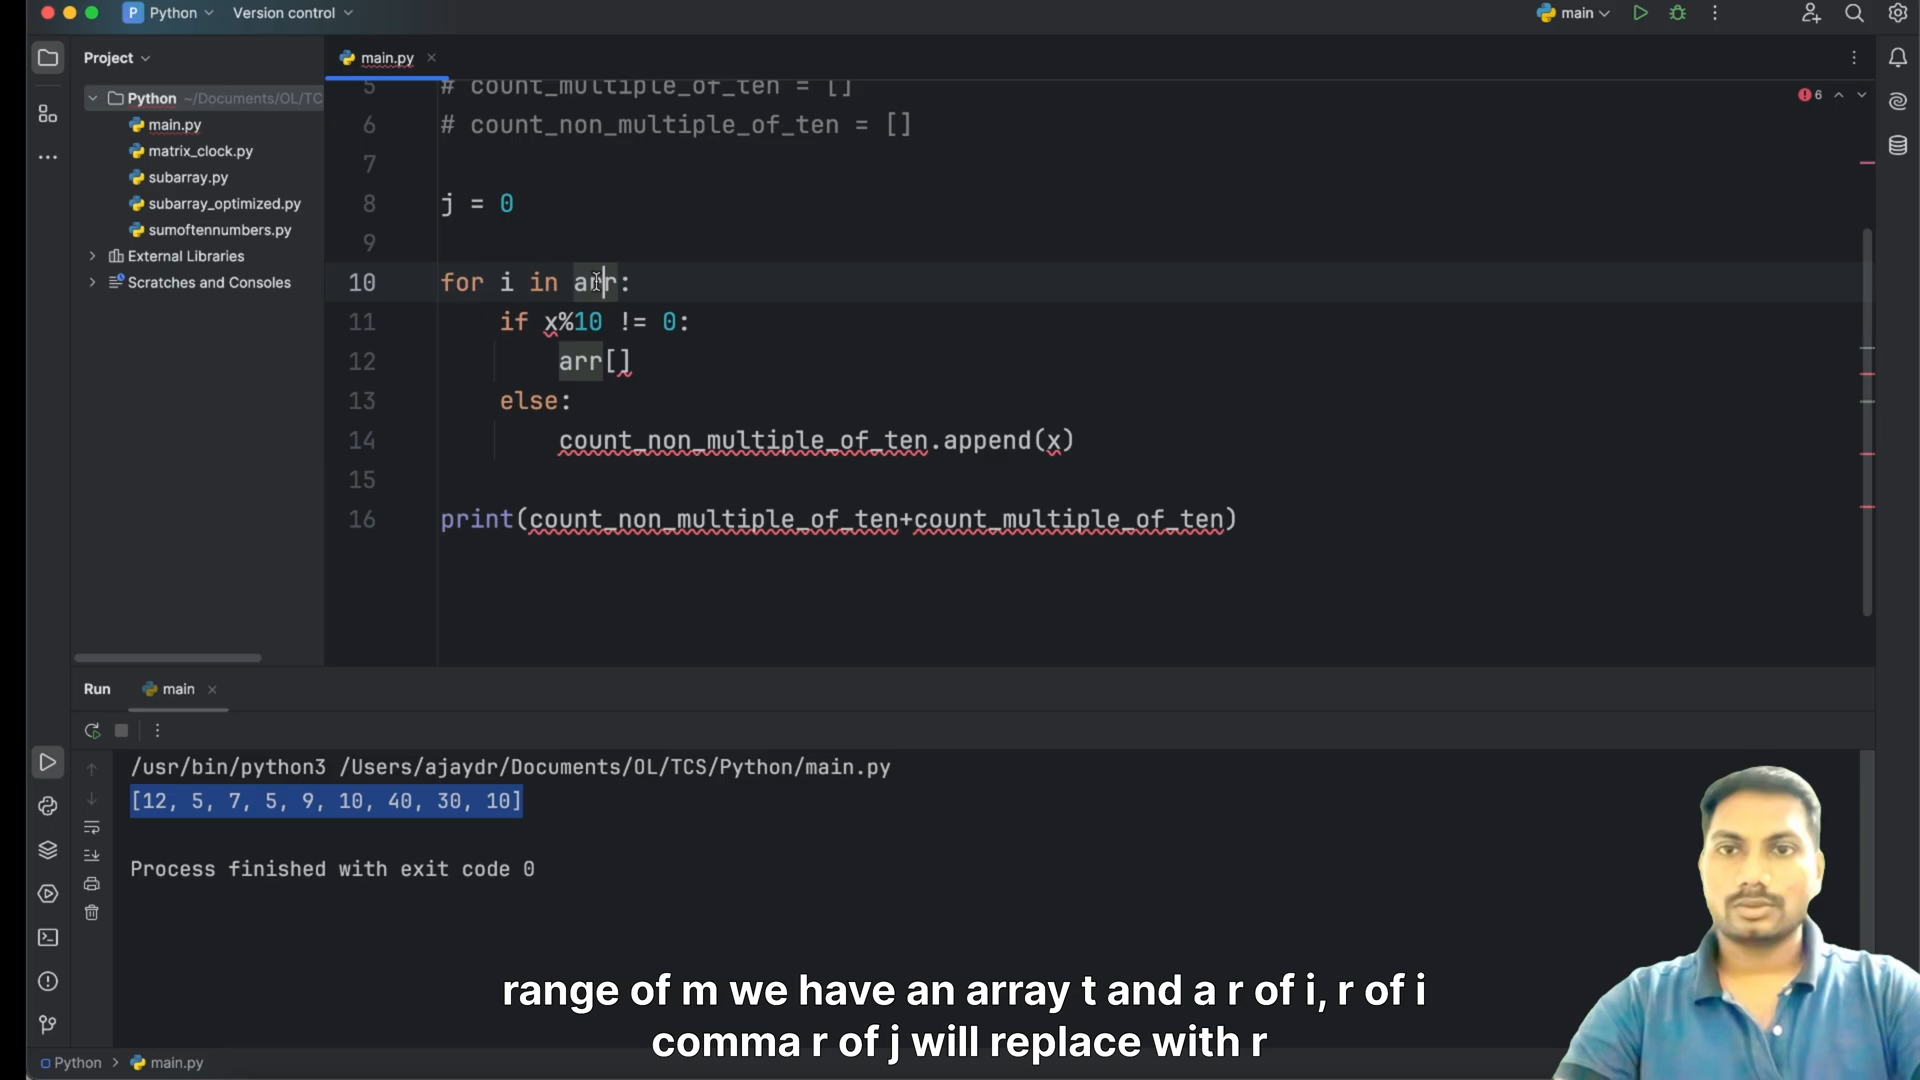 P Python Version control main
Project main.py
Python ~/Documents/OL/TC
main.py
matrix_clock.py
subarray.py
subarray_optimized.py
sumoftennumbers.py
External Libraries
Scratches and Consoles
6
5 # count_multiple_of_ten = []
6 # count_non_multiple_of_ten = []
7
8 j = 0
9
10 for i in arr:
11 if x%10 != 0:
12 arr[]
13 else:
14 count_non_multiple_of_ten.append(x)
15
16 print(count_non_multiple_of_ten+count_multiple_of_ten)
Run main
/usr/bin/python3 /Users/ajaydr/Documents/OL/TCS/Python/main.py
[12, 5, 7, 5, 9, 10, 40, 30, 10]
Process finished with exit code 0
range of m we have an array t and a r of i, r of i
comma r of j will replace with r
Python > main.py